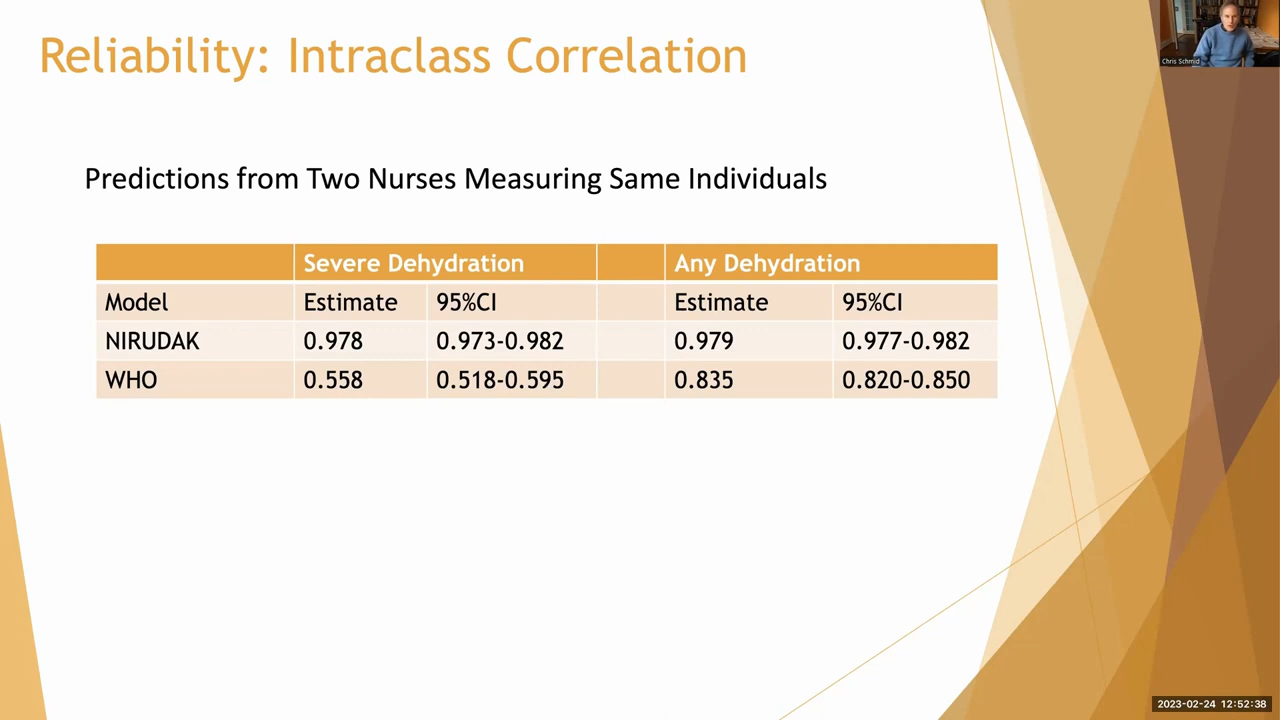 Reliability: Intraclass Correlation
Chris Schmid
Predictions from Two Nurses Measuring Same Individuals
Severe Dehydration Any Dehydration
Model Estimate 95%CI Estimate 95%CI
NIRUDAK 0.978 0.973-0.982 0.979 0.977-0.982
WHO 0.558 0.518-0.595 0.835 0.820-0.850
2023-02-24 12:52:38